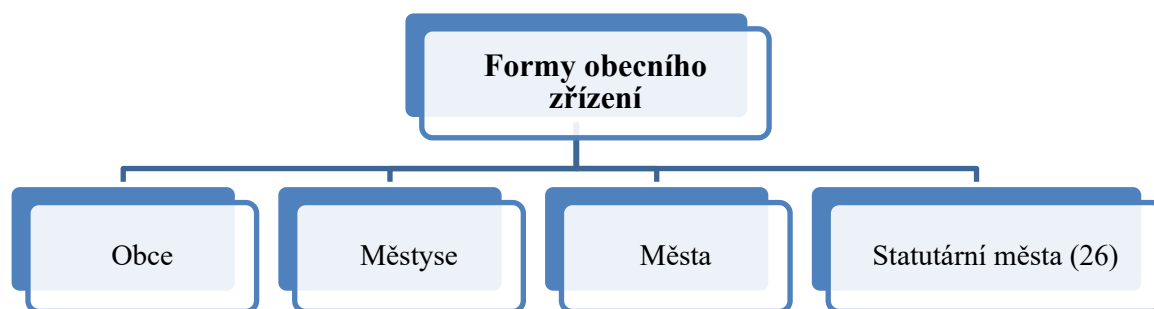 Formy obecního
zřízení
Obce
Městyse
Města
Statutární města (26)